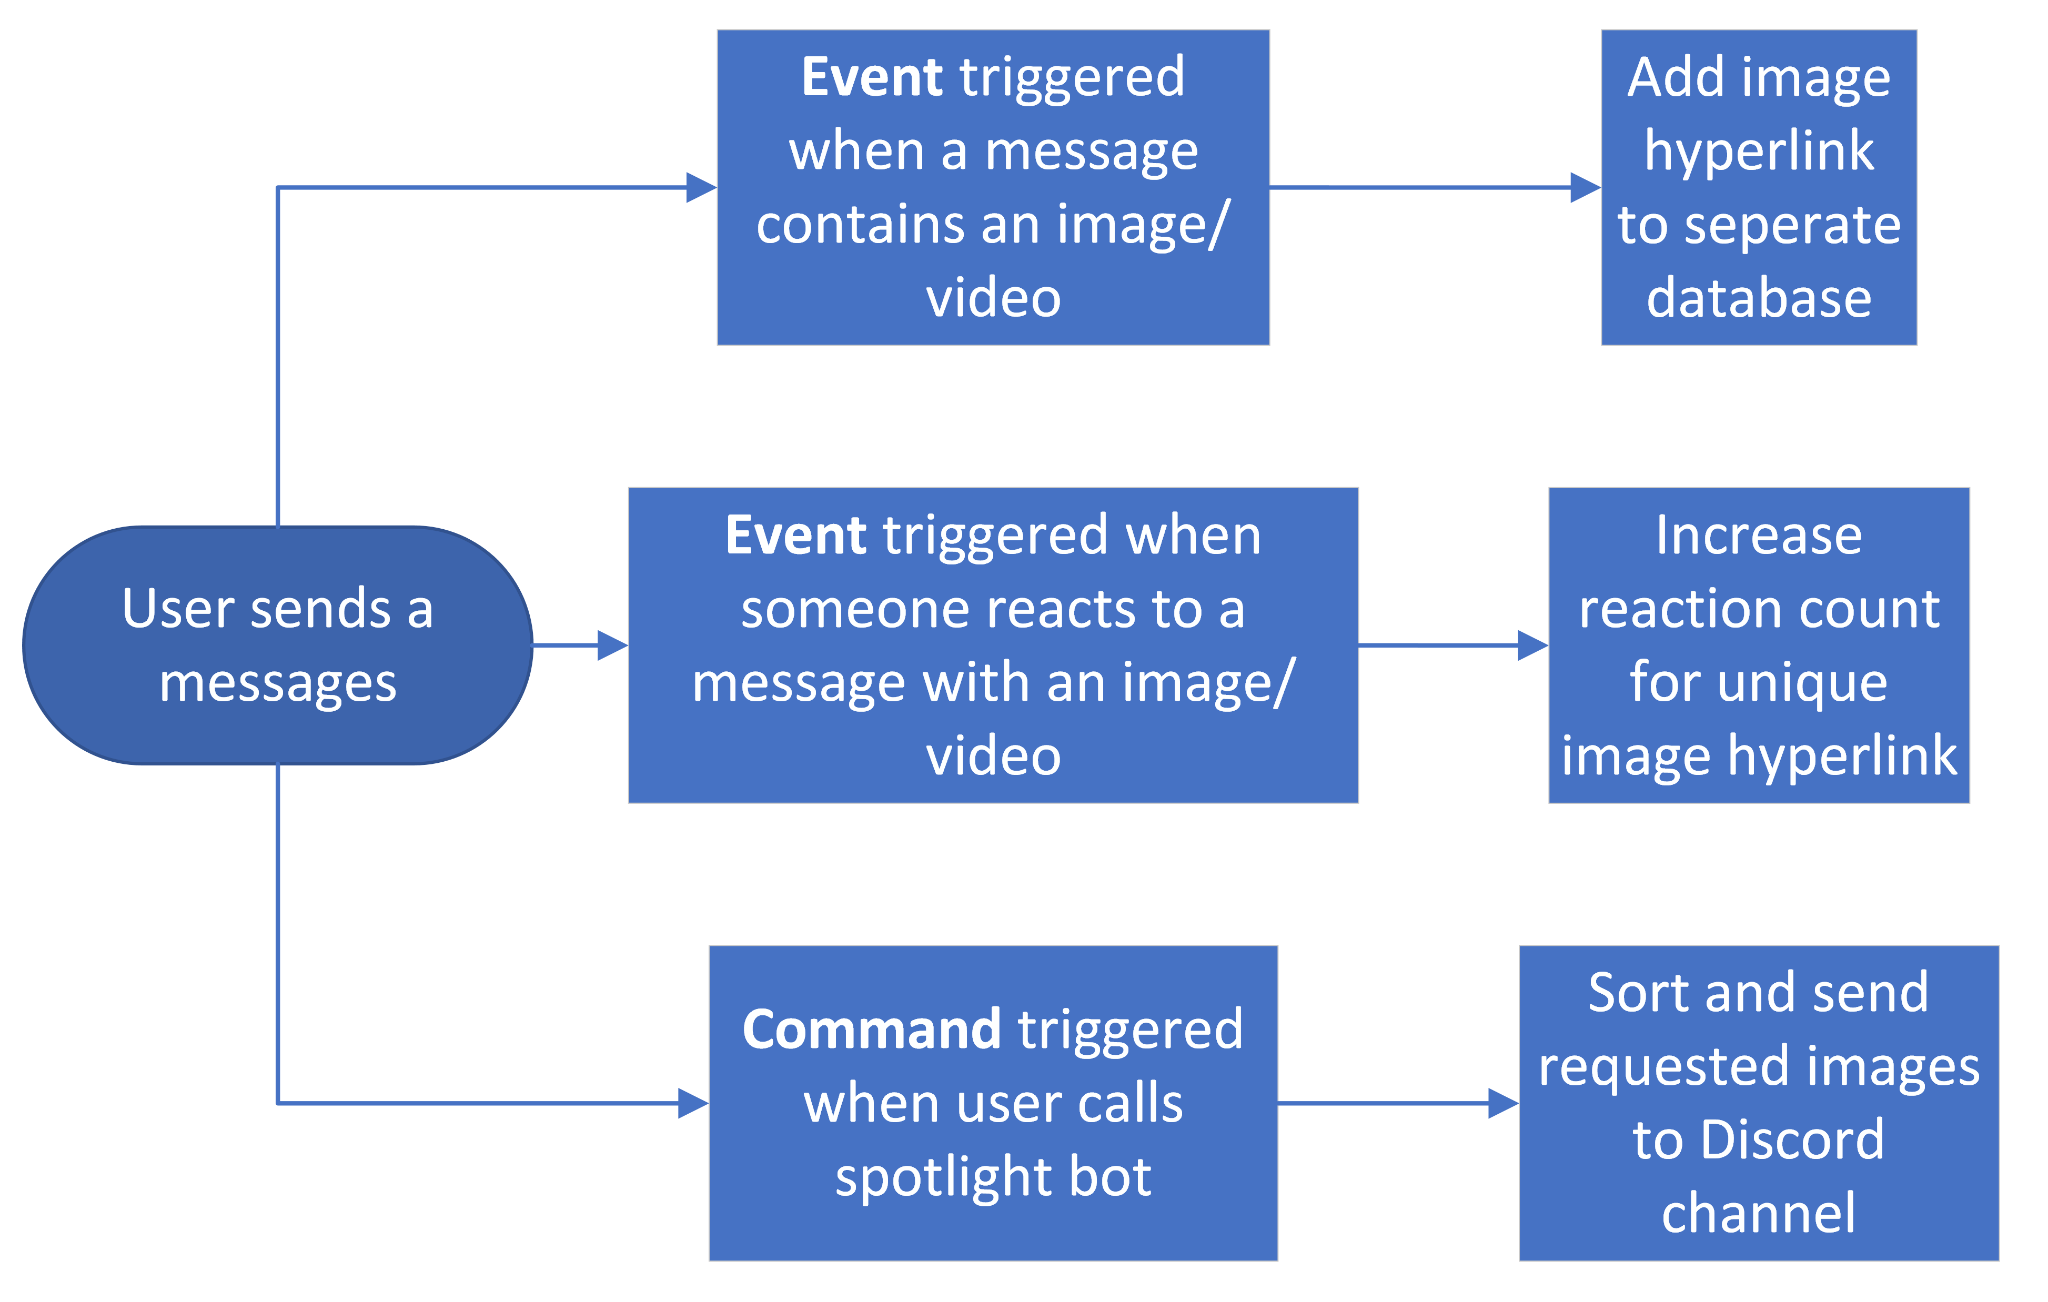 User sends a
messages
Event triggered
when a message
contains an image/
video
Add image
hyperlink
to seperate
database
Event triggered when
someone reacts to a
message with an image/
video
Increase
reaction count
for unique
image hyperlink
Command triggered
when user calls
spotlight bot
Sort and send
requested images
to Discord
channel